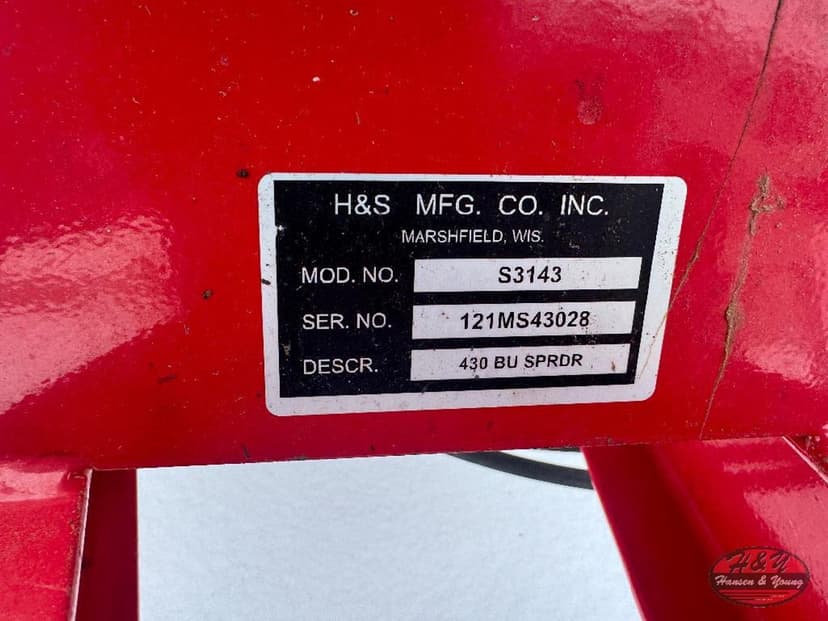 H&S MFG. CO. INC.
MARSHFIELD, WIS.
MOD. NO. S3143
SER. NO. 121MS43028
DESCR. 430 BU SPRDR
H&Y
Hansen & Young